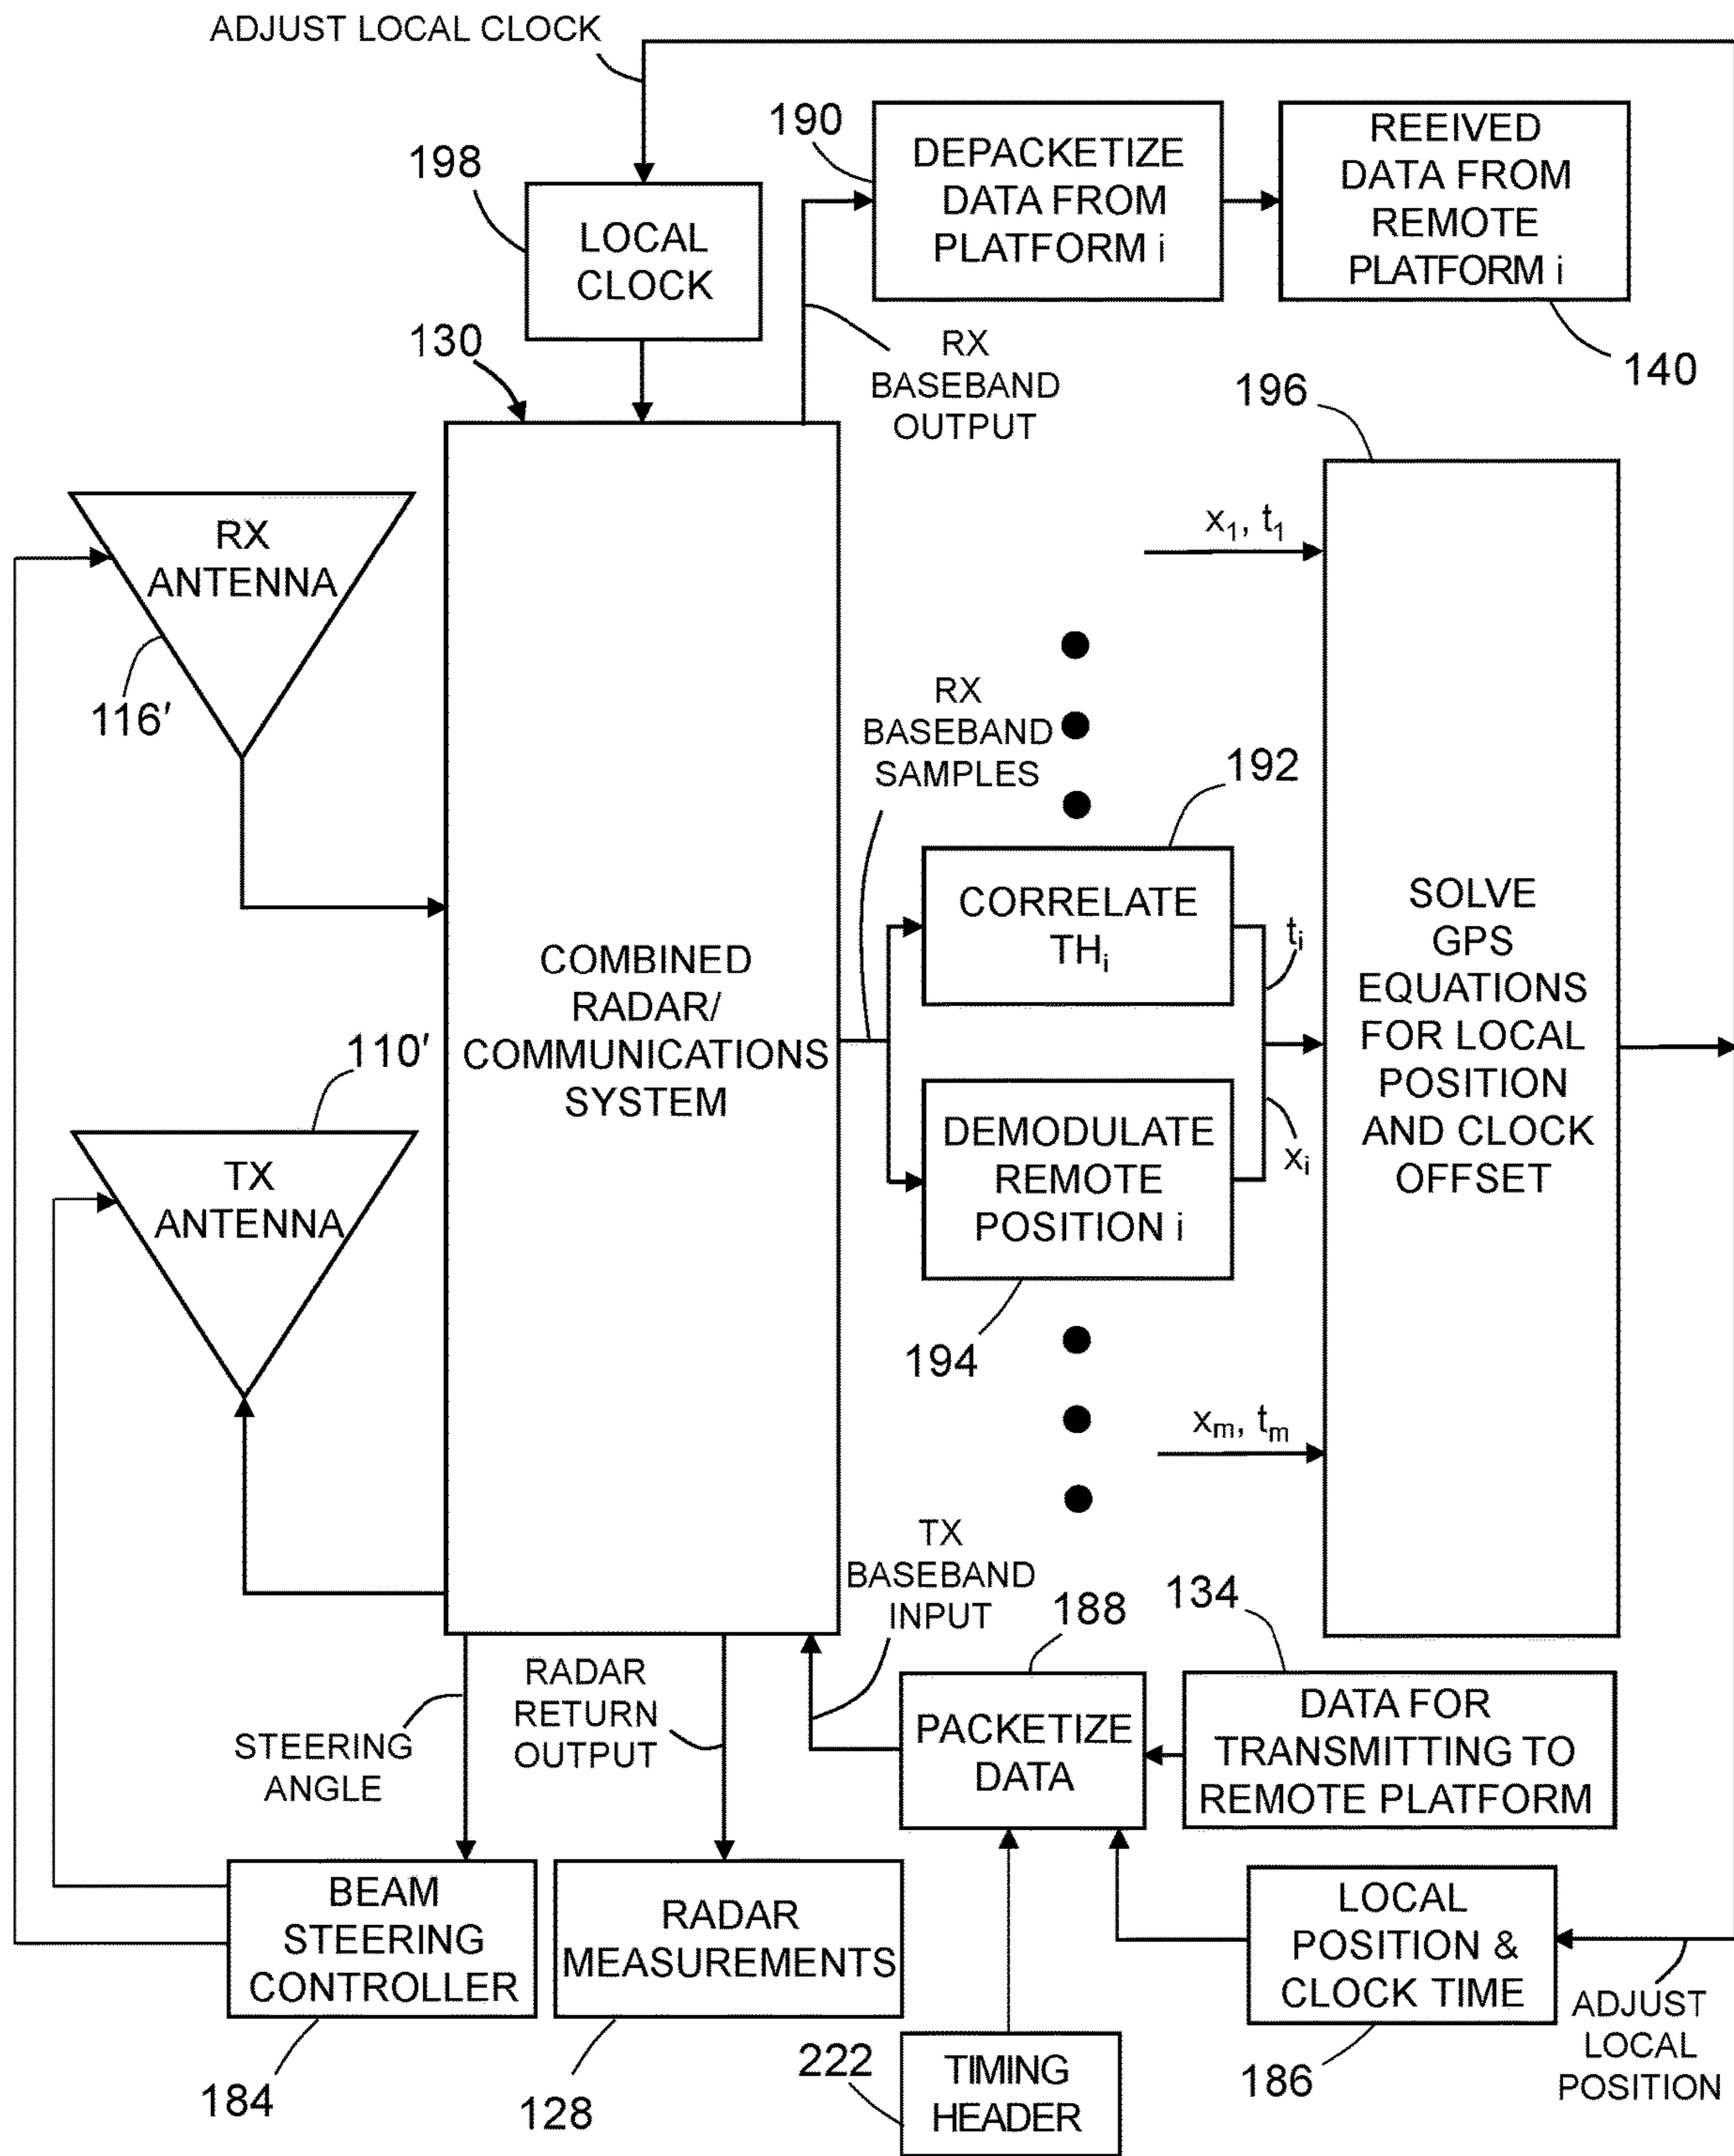 ADJUST LOCAL CLOCK
198
LOCAL
CLOCK
190
DEPACKETIZE
DATA FROM
PLATFORM i
REEIVED
DATA FROM
REMOTE
PLATFORM i
140
130
RX
BASEBAND
OUTPUT
196
RX
ANTENNA
116'
x1, t1
RX
BASEBAND
SAMPLES
192
CORRELATE
THi
ti
COMBINED
RADAR/
COMMUNICATIONS
SYSTEM
SOLVE
GPS
EQUATIONS
FOR LOCAL
POSITION
AND CLOCK
OFFSET
110'
TX
ANTENNA
DEMODULATE
REMOTE
POSITION i
xi
194
xm, tm
TX
BASEBAND
INPUT
188
134
PACKETIZE
DATA
DATA FOR
TRANSMITTING TO
REMOTE PLATFORM
STEERING
ANGLE
RADAR
RETURN
OUTPUT
BEAM
STEERING
CONTROLLER
184
RADAR
MEASUREMENTS
128
LOCAL
POSITION &
CLOCK TIME
186
ADJUST
LOCAL
POSITION
222
TIMING
HEADER